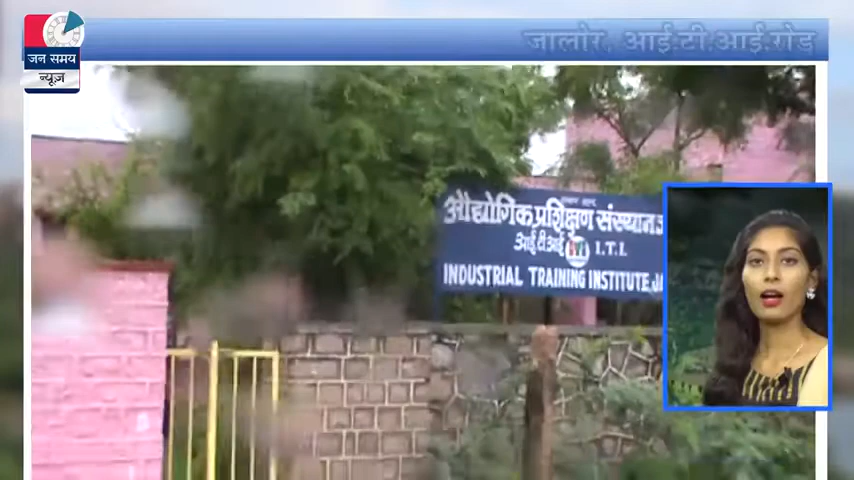 जन समय
न्यूज़
जालोर, आई.टी.आई.रोड
औद्योगिक प्रशिक्षण संस्थान
आई टी आई I.T.I.
INDUSTRIAL TRAINING INSTITUTE,